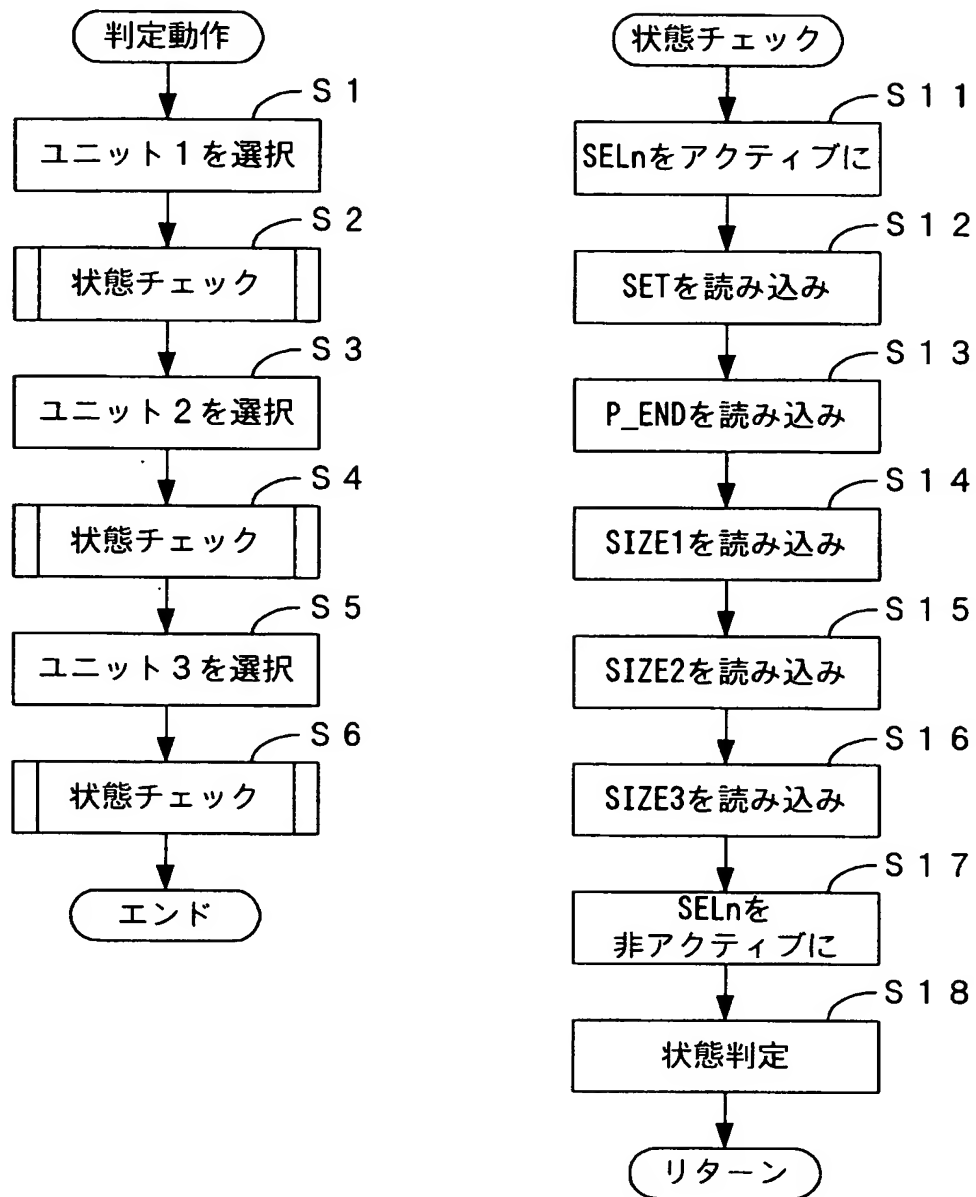 判定動作
S1
ユニット1を選択
S2
状態チェック
S3
ユニット2を選択
S4
状態チェック
S5
ユニット3を選択
S6
状態チェック
エンド
状態チェック
S11
SELnをアクティブに
S12
SETを読み込み
S13
P_ENDを読み込み
S14
SIZE1を読み込み
S15
SIZE2を読み込み
S16
SIZE3を読み込み
S17
SELnを
非アクティブに
S18
状態判定
リターン